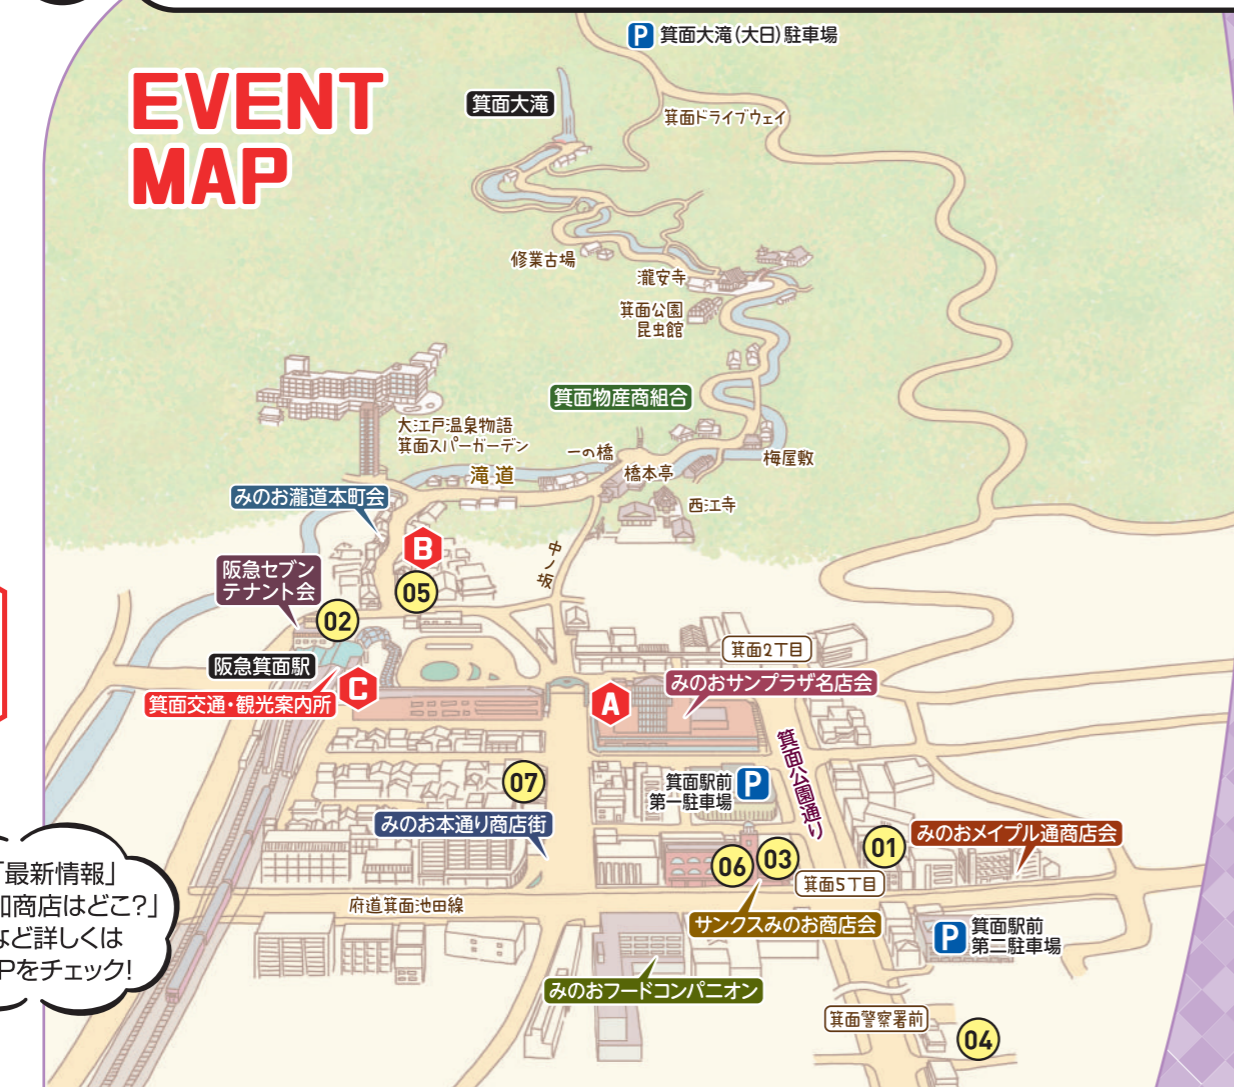 P 箕面大滝(大日)駐車場
EVENT
MAP
箕面大滝
箕面ドライブウェイ
修業古場
瀧安寺
箕面公園
昆虫館
箕面物産商組合
大江戸温泉物語
箕面スパーガーデン
一の橋
滝道
橋本亭
梅屋敷
西江寺
みのお瀧道本町会
B
中ノ坂
阪急セブン
テナント会
05
02
箕面2丁目
阪急箕面駅
みのおサンプラザ名店会
箕面交通・観光案内所
C
A
箕面公園通り
07
箕面駅前
第一駐車場
P
みのお本通り商店街
01
みのおメイプル通商店会
06
03
箕面5丁目
府道箕面池田線
サンクスみのお商店会
P
箕面駅前
第二駐車場
みのおフードコンパニオン
箕面警察署前
04
「最新情報」
加商店はどこ?」
など詳しくは
Pをチェック!